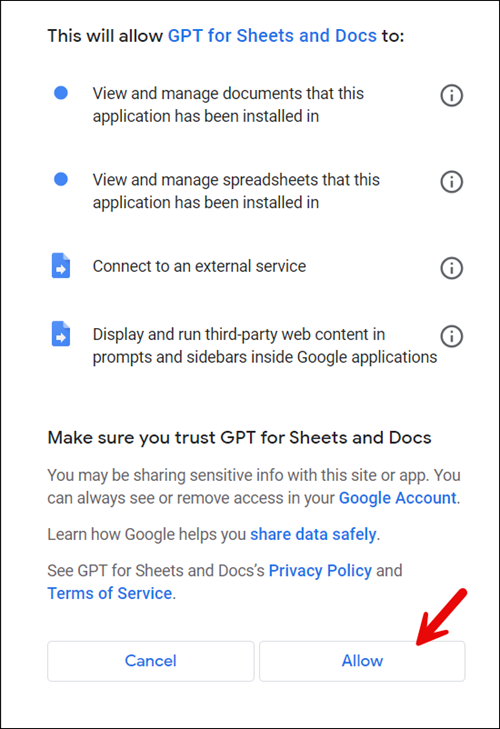 This will allow GPT for Sheets and Docs to:
View and manage documents that this
application has been installed in
View and manage spreadsheets that this
application has been installed in
Connect to an external service
Display and run third-party web content in
prompts and sidebars inside Google applications
Make sure you trust GPT for Sheets and Docs
You may be sharing sensitive info with this site or app. You
can always see or remove access in your Google Account.
Learn how Google helps you share data safely.
See GPT for Sheets and Docs's Privacy Policy and
Terms of Service.
Cancel Allow